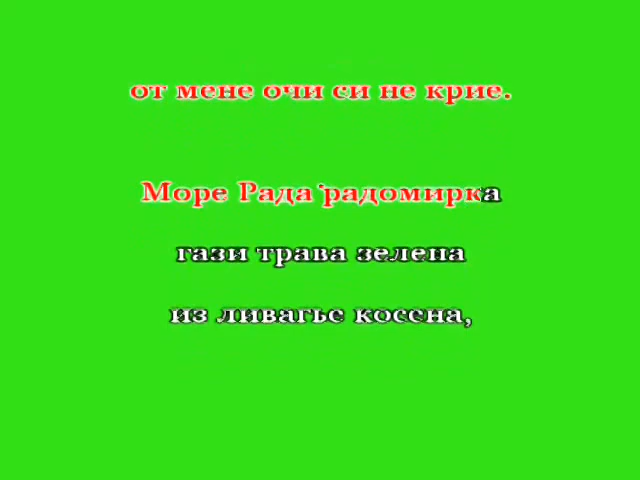 от мене очи си не крие.
Море Рада радомирка
гази трава зелена
из ливагье косена,